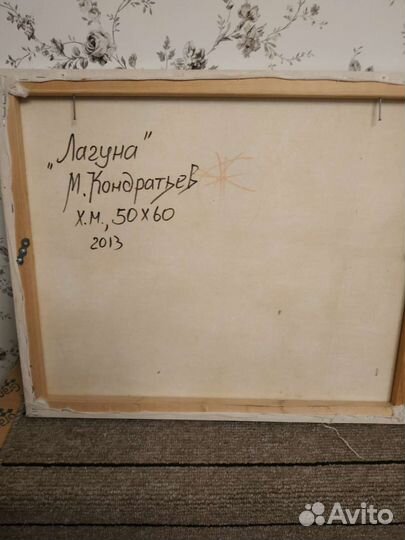 „Лагуна"
М. Кондратьев
Х.М., 50х60
2013
Avito